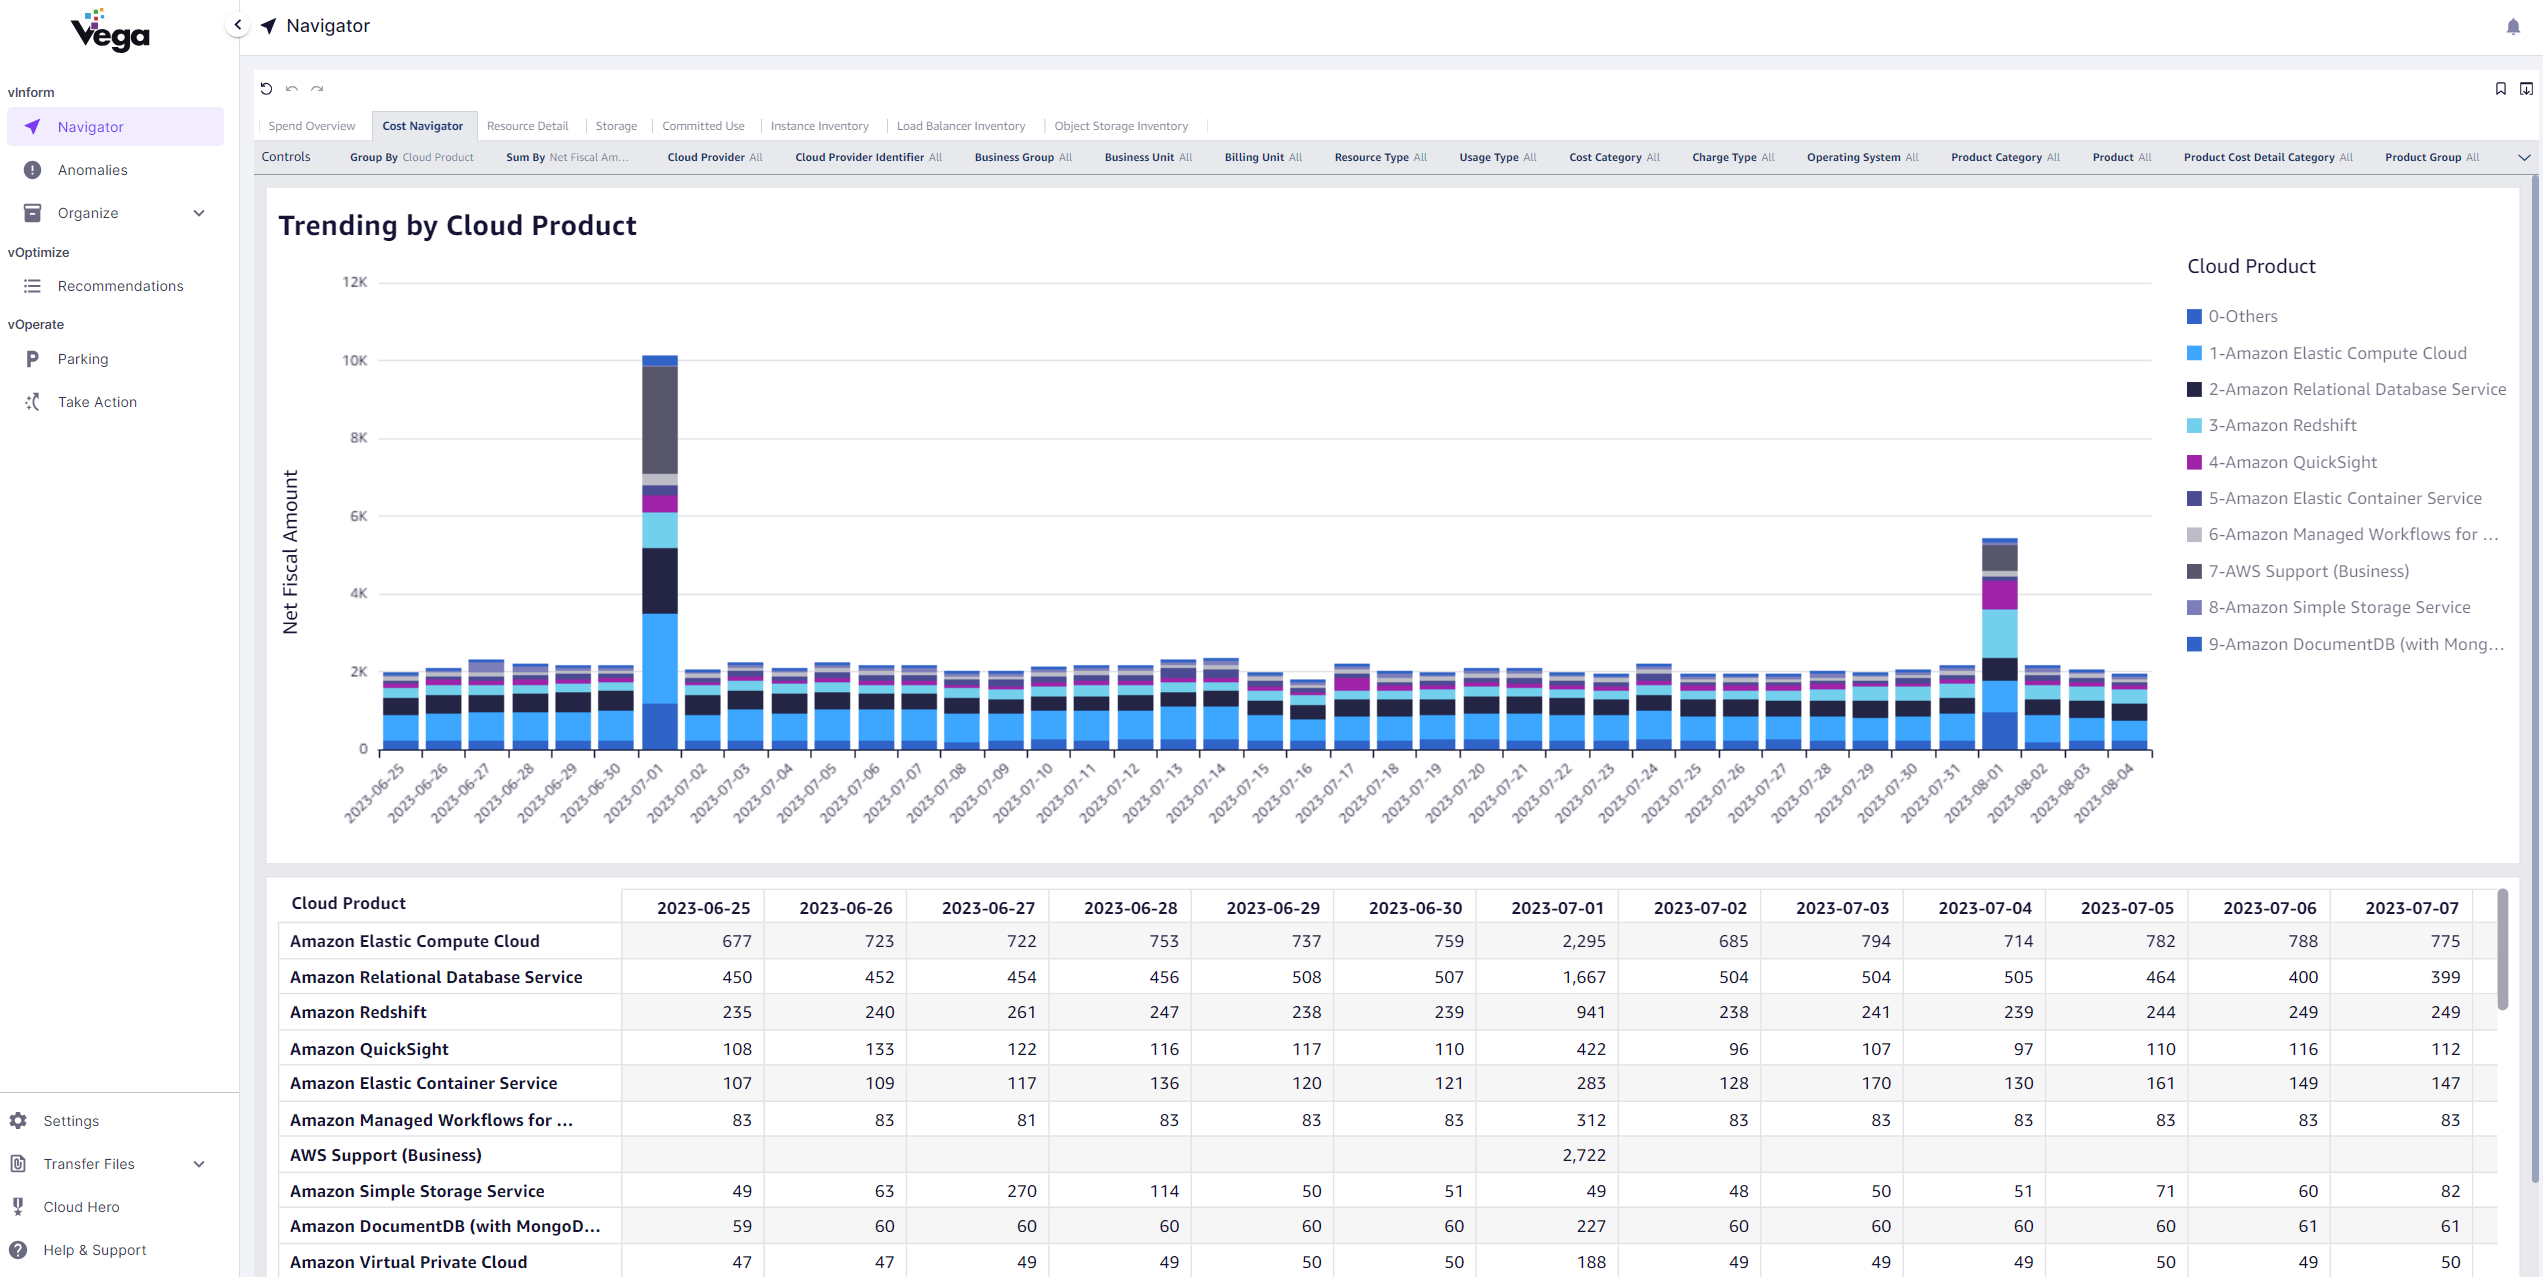 Vega
Navigator
vInform
Navigator
Anomalies
Organize
vOptimize
Recommendations
vOperate
Parking
Take Action
Settings
Transfer Files
Cloud Hero
Help & Support
Spend Overview Cost Navigator Resource Detail Storage Committed Use Instance Inventory Load Balancer Inventory Object Storage Inventory
Controls Group By Cloud Product Sum By Net Fiscal Am... Cloud Provider All Cloud Provider Identifier All Business Group All Business Unit All Billing Unit All Resource Type All Usage Type All Cost Category All Charge Type All Operating System All Product Category All Product All Product Cost Detail Category All Product Group All
Trending by Cloud Product
Net Fiscal Amount
12K
10K
8K
6K
4K
2K
0
2023-06-25 2023-06-26 2023-06-27 2023-06-28 2023-06-29 2023-06-30 2023-07-01 2023-07-02 2023-07-03 2023-07-04 2023-07-05 2023-07-06 2023-07-07 2023-07-08 2023-07-09 2023-07-10 2023-07-11 2023-07-12 2023-07-13 2023-07-14 2023-07-15 2023-07-16 2023-07-17 2023-07-18 2023-07-19 2023-07-20 2023-07-21 2023-07-22 2023-07-23 2023-07-24 2023-07-25 2023-07-26 2023-07-27 2023-07-28 2023-07-29 2023-07-30 2023-07-31 2023-08-01 2023-08-02 2023-08-03 2023-08-04
Cloud Product
0-Others
1-Amazon Elastic Compute Cloud
2-Amazon Relational Database Service
3-Amazon Redshift
4-Amazon QuickSight
5-Amazon Elastic Container Service
6-Amazon Managed Workflows for ...
7-AWS Support (Business)
8-Amazon Simple Storage Service
9-Amazon DocumentDB (with Mong...
Cloud Product 2023-06-25 2023-06-26 2023-06-27 2023-06-28 2023-06-29 2023-06-30 2023-07-01 2023-07-02 2023-07-03 2023-07-04 2023-07-05 2023-07-06 2023-07-07
Amazon Elastic Compute Cloud 677 723 722 753 737 759 2,295 685 794 714 782 788 775
Amazon Relational Database Service 450 452 454 456 508 507 1,667 504 504 505 464 400 399
Amazon Redshift 235 240 261 247 238 239 941 238 241 239 244 249 249
Amazon QuickSight 108 133 122 116 117 110 422 96 107 97 110 116 112
Amazon Elastic Container Service 107 109 117 136 120 121 283 128 170 130 161 149 147
Amazon Managed Workflows for ... 83 83 81 83 83 83 312 83 83 83 83 83 83
AWS Support (Business) 2,722
Amazon Simple Storage Service 49 63 270 114 50 51 49 48 50 51 71 60 82
Amazon DocumentDB (with MongoD... 59 60 60 60 60 60 227 60 60 60 60 61 61
Amazon Virtual Private Cloud 47 47 49 49 50 50 188 49 49 49 50 49 50